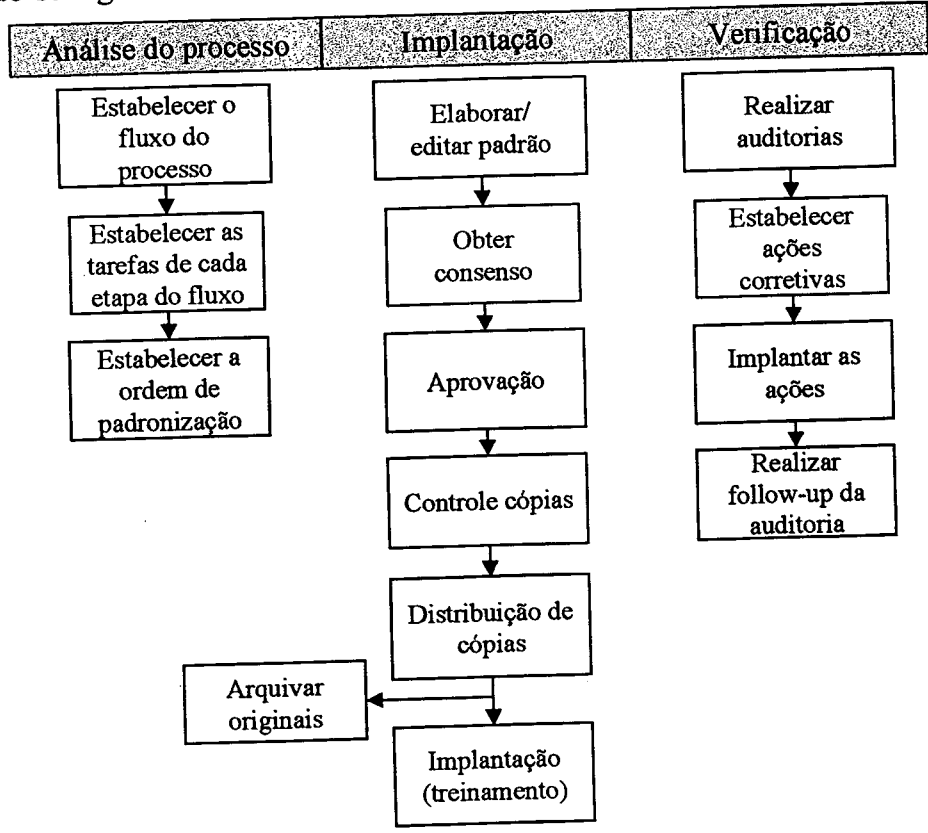 Análise do processo
Implantação
Verificação
Estabelecer o
fluxo do
processo
Estabelecer as
tarefas de cada
etapa do fluxo
Estabelecer a
ordem de
padronização
Elaborar/
editar padrão
Obter
consenso
Aprovação
Controle cópias
Distribuição de
cópias
Arquivar
originais
Implantação
(treinamento)
Realizar
auditorias
Estabelecer
ações
corretivas
Implantar as
ações
Realizar
follow-up da
auditoria